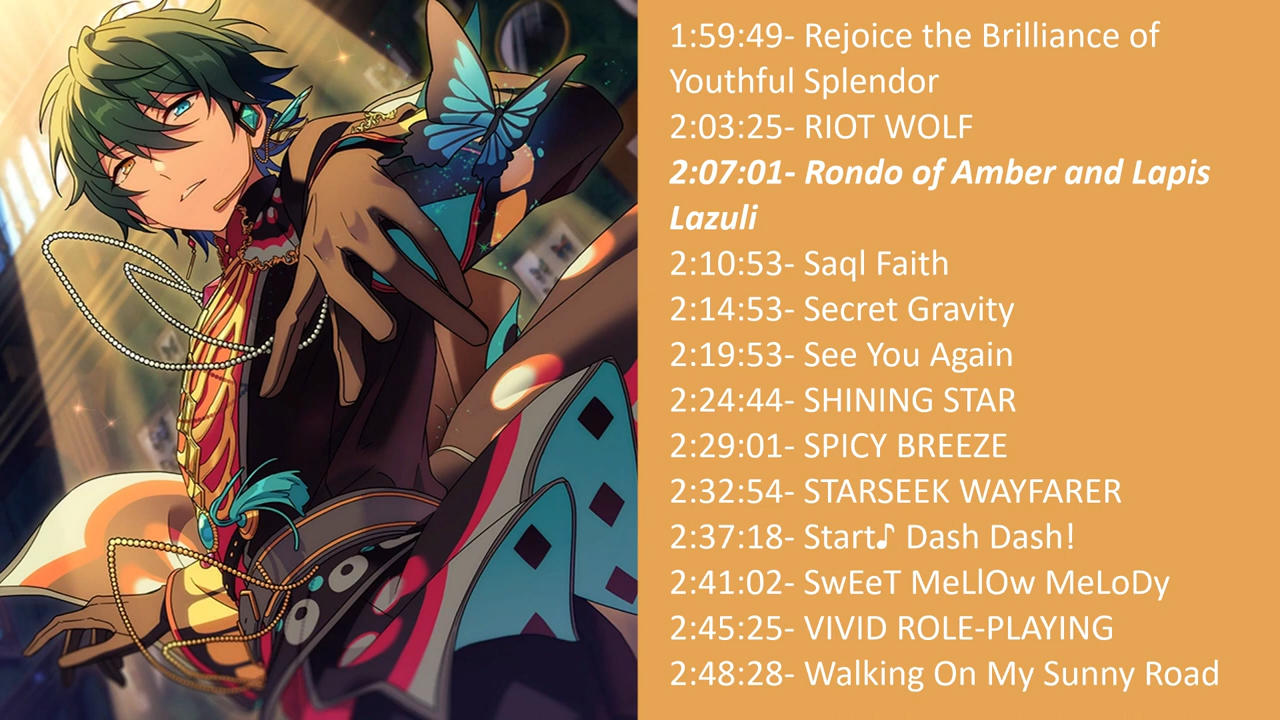 1:59:49- Rejoice the Brilliance of
Youthful Splendor
2:03:25- RIOT WOLF
2:07:01- Rondo of Amber and Lapis
Lazuli
2:10:53- Saql Faith
2:14:53- Secret Gravity
2:19:53- See You Again
2:24:44- SHINING STAR
2:29:01- SPICY BREEZE
2:32:54- STARSEEK WAYFARER
2:37:18- Start♪ Dash Dash!
2:41:02- SwEeT MeLlOw MeLoDy
2:45:25- VIVID ROLE-PLAYING
2:48:28- Walking On My Sunny Road